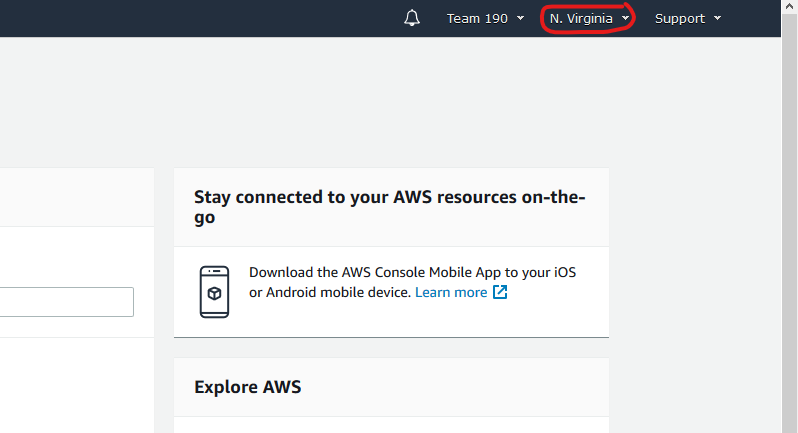 Team 190 N. Virginia Support
Stay connected to your AWS resources on-the-
go
Download the AWS Console Mobile App to your iOS
or Android mobile device. Learn more
Explore AWS